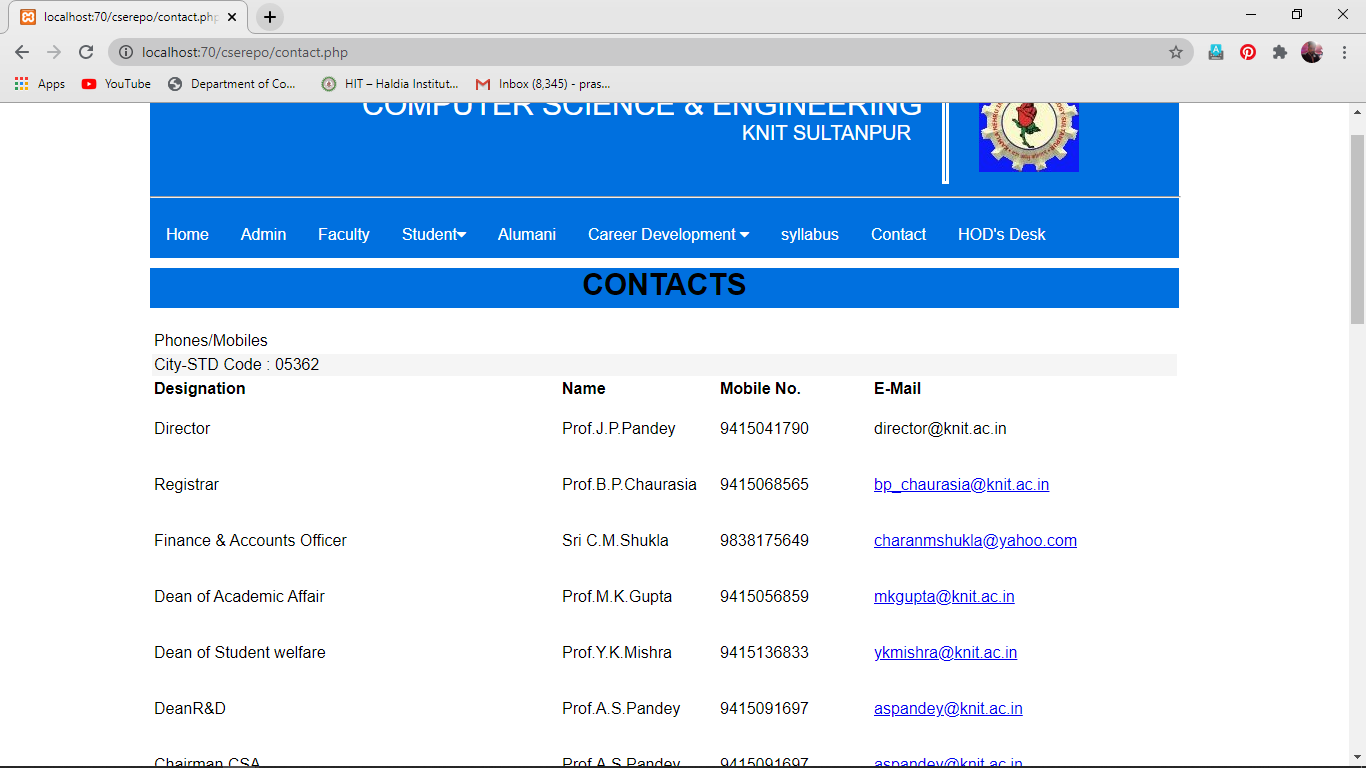 localhost:70/cserepo/contact.php
localhost:70/cserepo/contact.php
Apps YouTube Department of Co... HIT – Haldia Institut... Inbox (8,345) - pras...
COMPUTER SCIENCE & ENGINEERING
KNIT SULTANPUR
Home Admin Faculty Student Alumani Career Development syllabus Contact HOD's Desk
CONTACTS
Phones/Mobiles
City-STD Code : 05362
Designation Name Mobile No. E-Mail
Director Prof.J.P.Pandey 9415041790 director@knit.ac.in
Registrar Prof.B.P.Chaurasia 9415068565 bp_chaurasia@knit.ac.in
Finance & Accounts Officer Sri C.M.Shukla 9838175649 charanmshukla@yahoo.com
Dean of Academic Affair Prof.M.K.Gupta 9415056859 mkgupta@knit.ac.in
Dean of Student welfare Prof.Y.K.Mishra 9415136833 ykmishra@knit.ac.in
DeanR&D Prof.A.S.Pandey 9415091697 aspandey@knit.ac.in
Chairman CSA Prof.A.S.Pandey 9415091697 aspandey@knit.ac.in